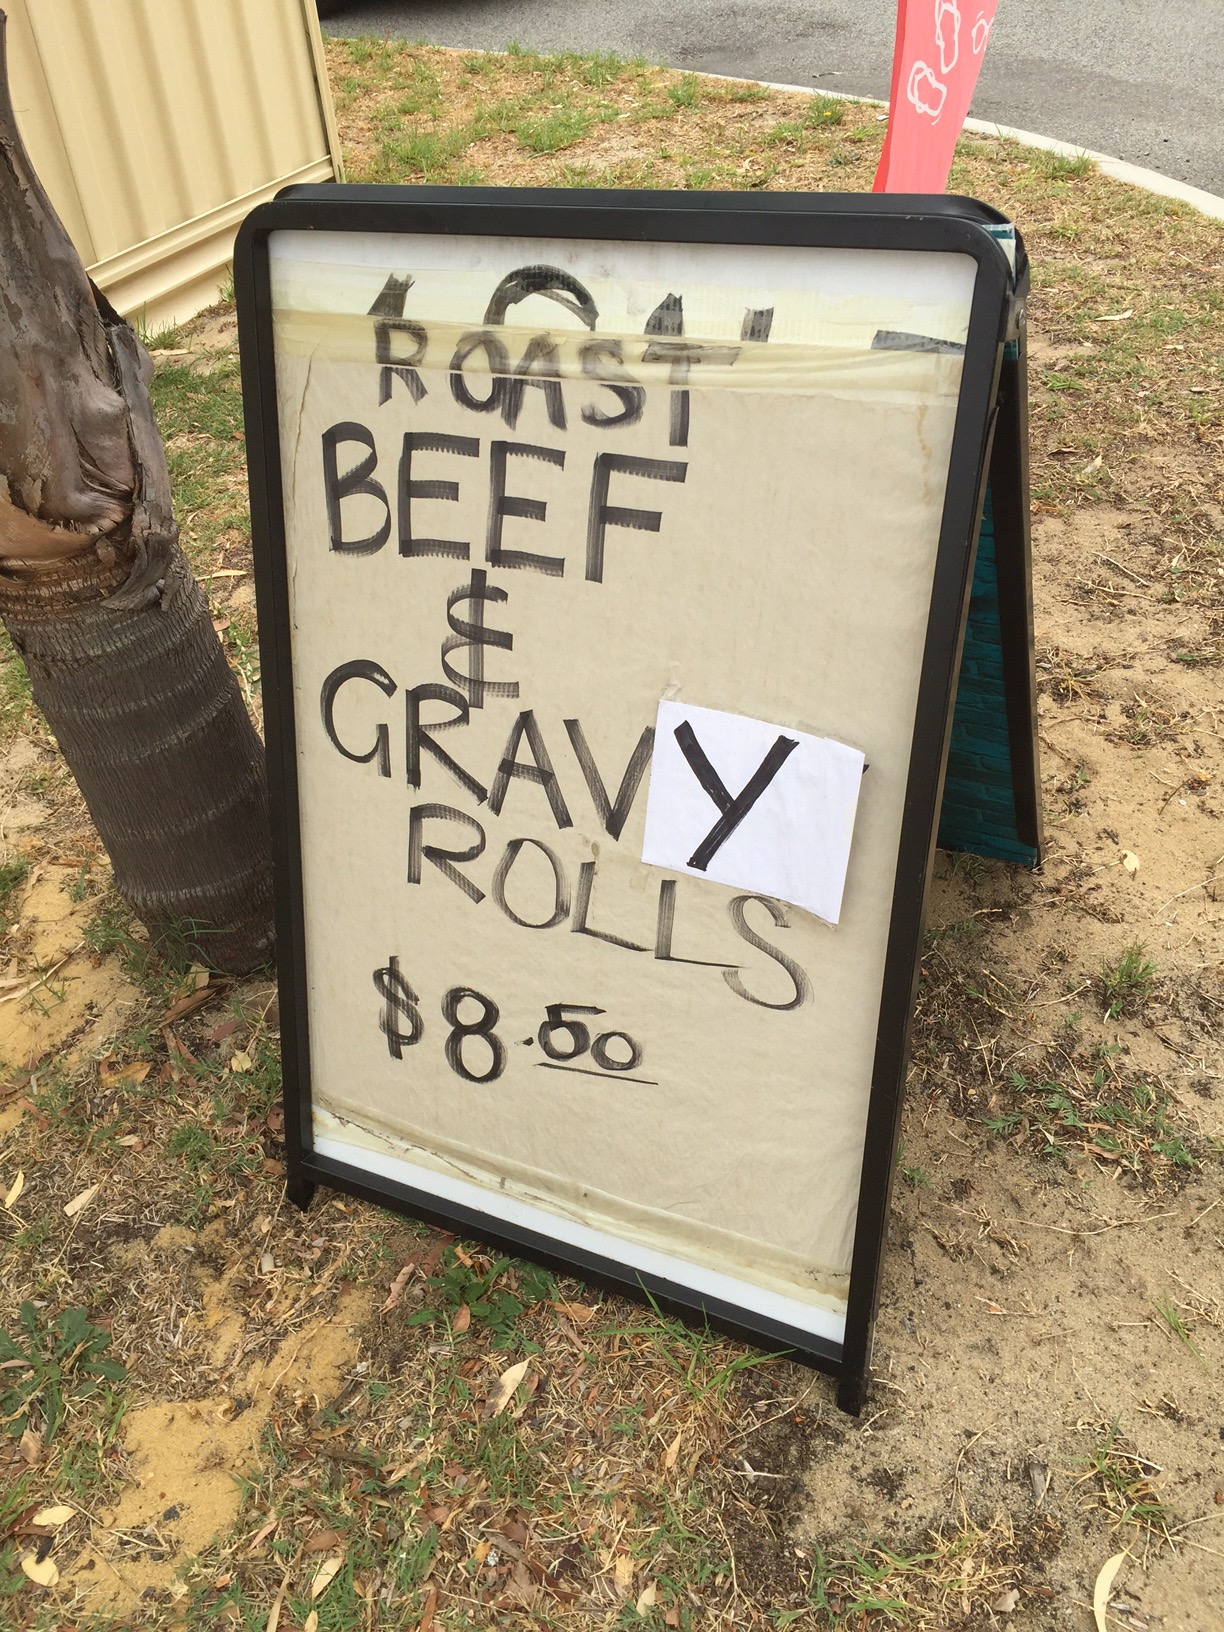 ROAST
BEEF
&
GRAVY
ROLLS
$8.50